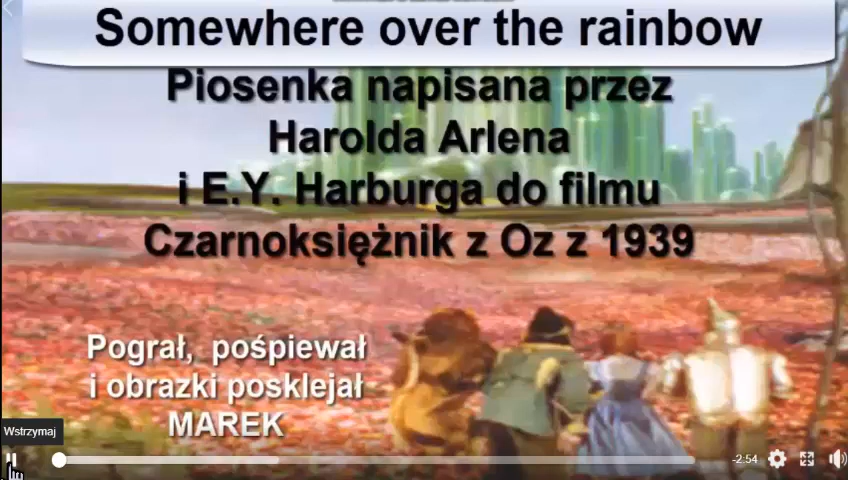 Somewhere over the rainbow
Piosenka napisana przez
Harolda Arlena
i E.Y. Harburga do filmu
Czarnoksiężnik z Oz z 1939
Pograł, pośpiewał
i obrazki posklejał
MAREK
Wstrzymaj
-2:54